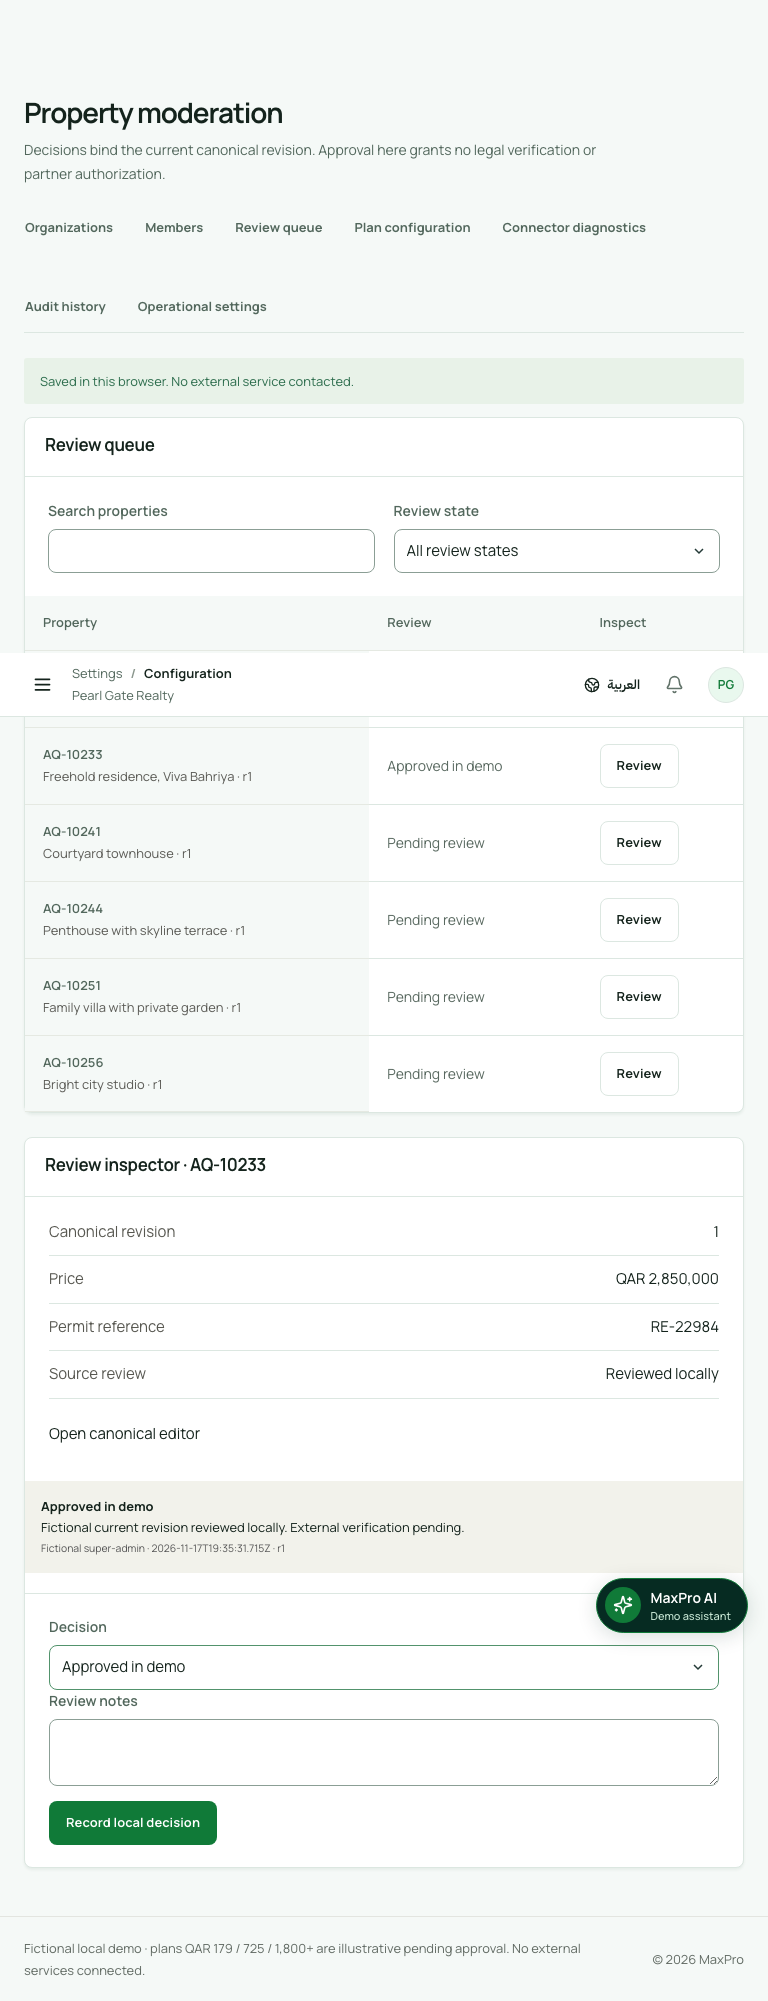 Property moderation
Decisions bind the current canonical revision. Approval here grants no legal verification or
partner authorization.
Organizations Members Review queue Plan configuration Connector diagnostics
Audit history Operational settings
Saved in this browser. No external service contacted.
Review queue
Search properties Review state
All review states
Property Review Inspect
Settings / Configuration
Pearl Gate Realty
العربية PG
AQ-10233
Freehold residence, Viva Bahriya · r1
Approved in demo Review
AQ-10241
Courtyard townhouse · r1
Pending review Review
AQ-10244
Penthouse with skyline terrace · r1
Pending review Review
AQ-10251
Family villa with private garden · r1
Pending review Review
AQ-10256
Bright city studio · r1
Pending review Review
Review inspector · AQ-10233
Canonical revision 1
Price QAR 2,850,000
Permit reference RE-22984
Source review Reviewed locally
Open canonical editor
Approved in demo
Fictional current revision reviewed locally. External verification pending.
Fictional super-admin · 2026-11-17T19:35:31.715Z · r1
MaxPro AI
Demo assistant
Decision
Approved in demo
Review notes
Record local decision
Fictional local demo · plans QAR 179 / 725 / 1,800+ are illustrative pending approval. No external
services connected.
© 2026 MaxPro